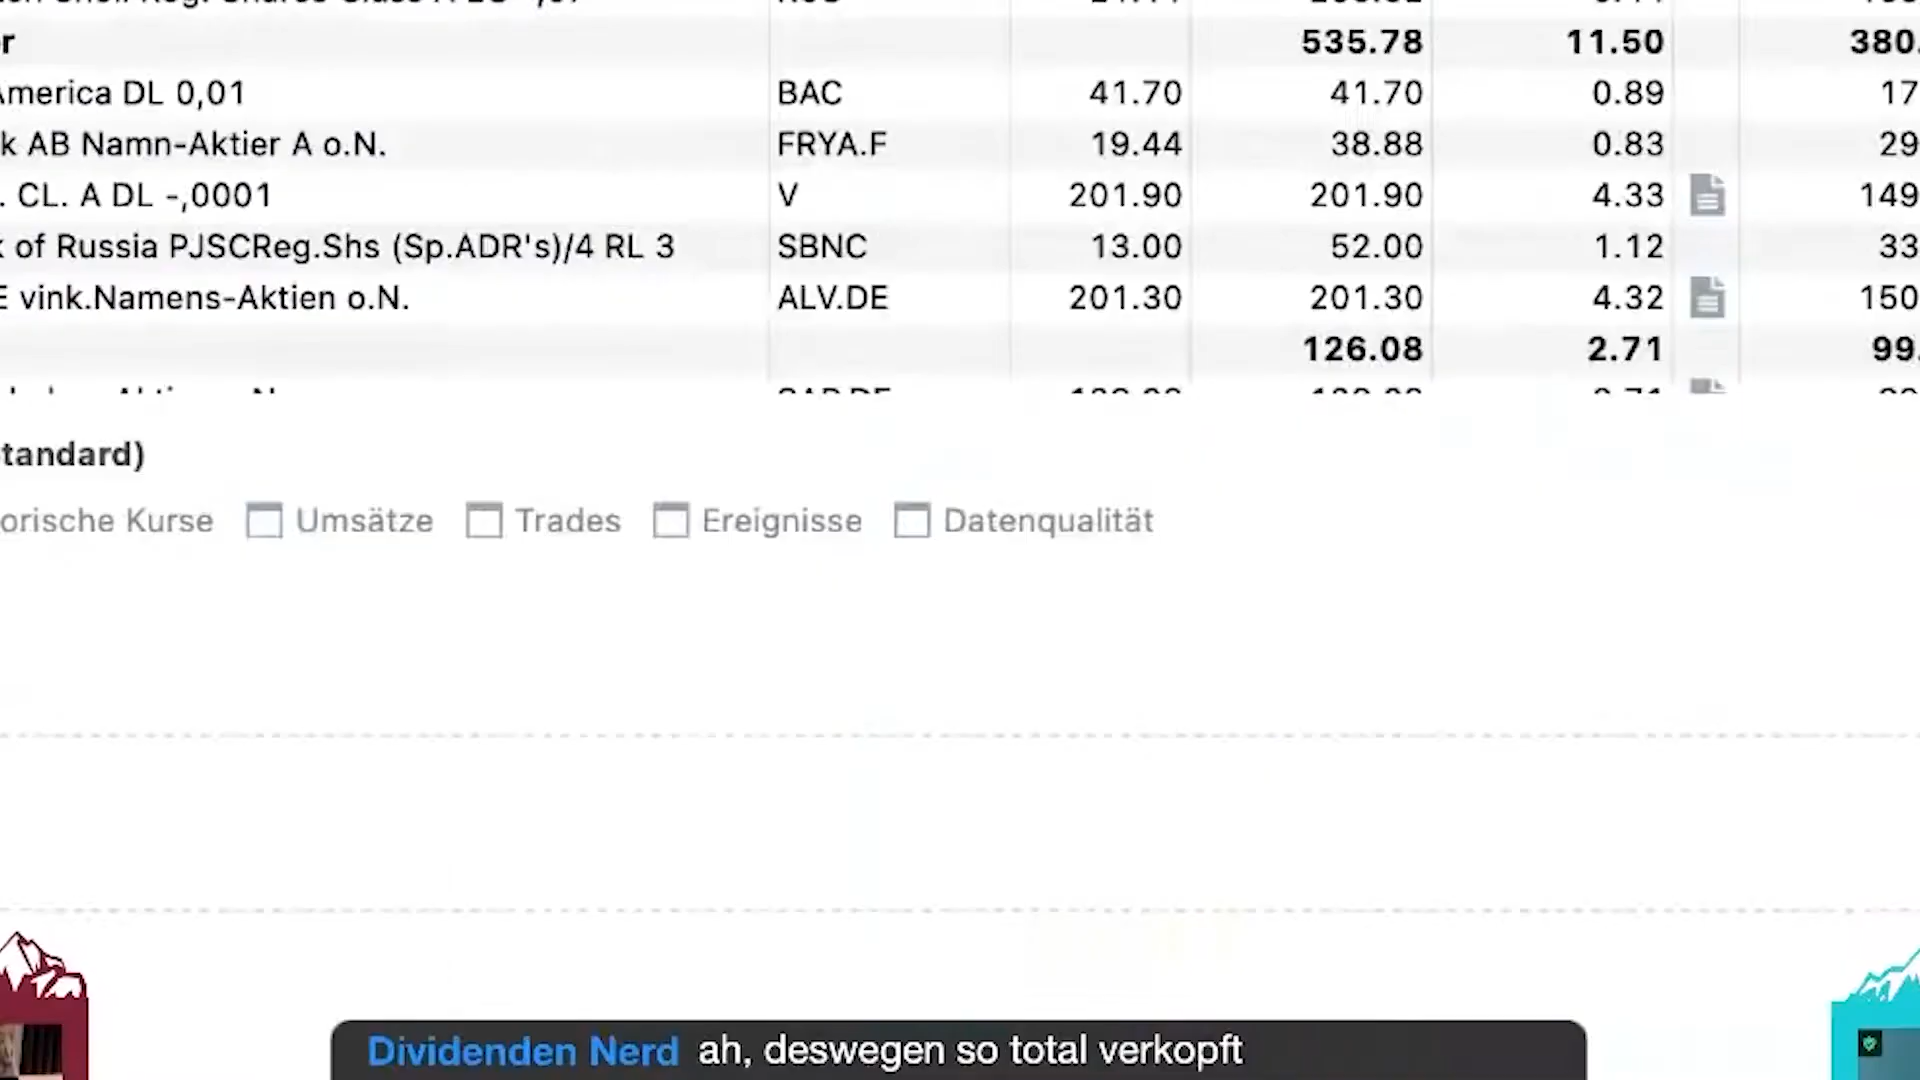 r 535.78 11.50 380.
America DL 0,01 BAC 41.70 41.70 0.89 17
k AB Namn-Aktier A o.N. FRYA.F 19.44 38.88 0.83 29
. CL. A DL -,0001 V 201.90 201.90 4.33 149
k of Russia PJSCReg.Shs (Sp.ADR's)/4 RL 3 SBNC 13.00 52.00 1.12 33
E vink.Namens-Aktien o.N. ALV.DE 201.30 201.30 4.32 150
126.08 2.71 99.
tandard)
orische Kurse Umsätze Trades Ereignisse Datenqualität
Dividenden Nerd ah, deswegen so total verkopft